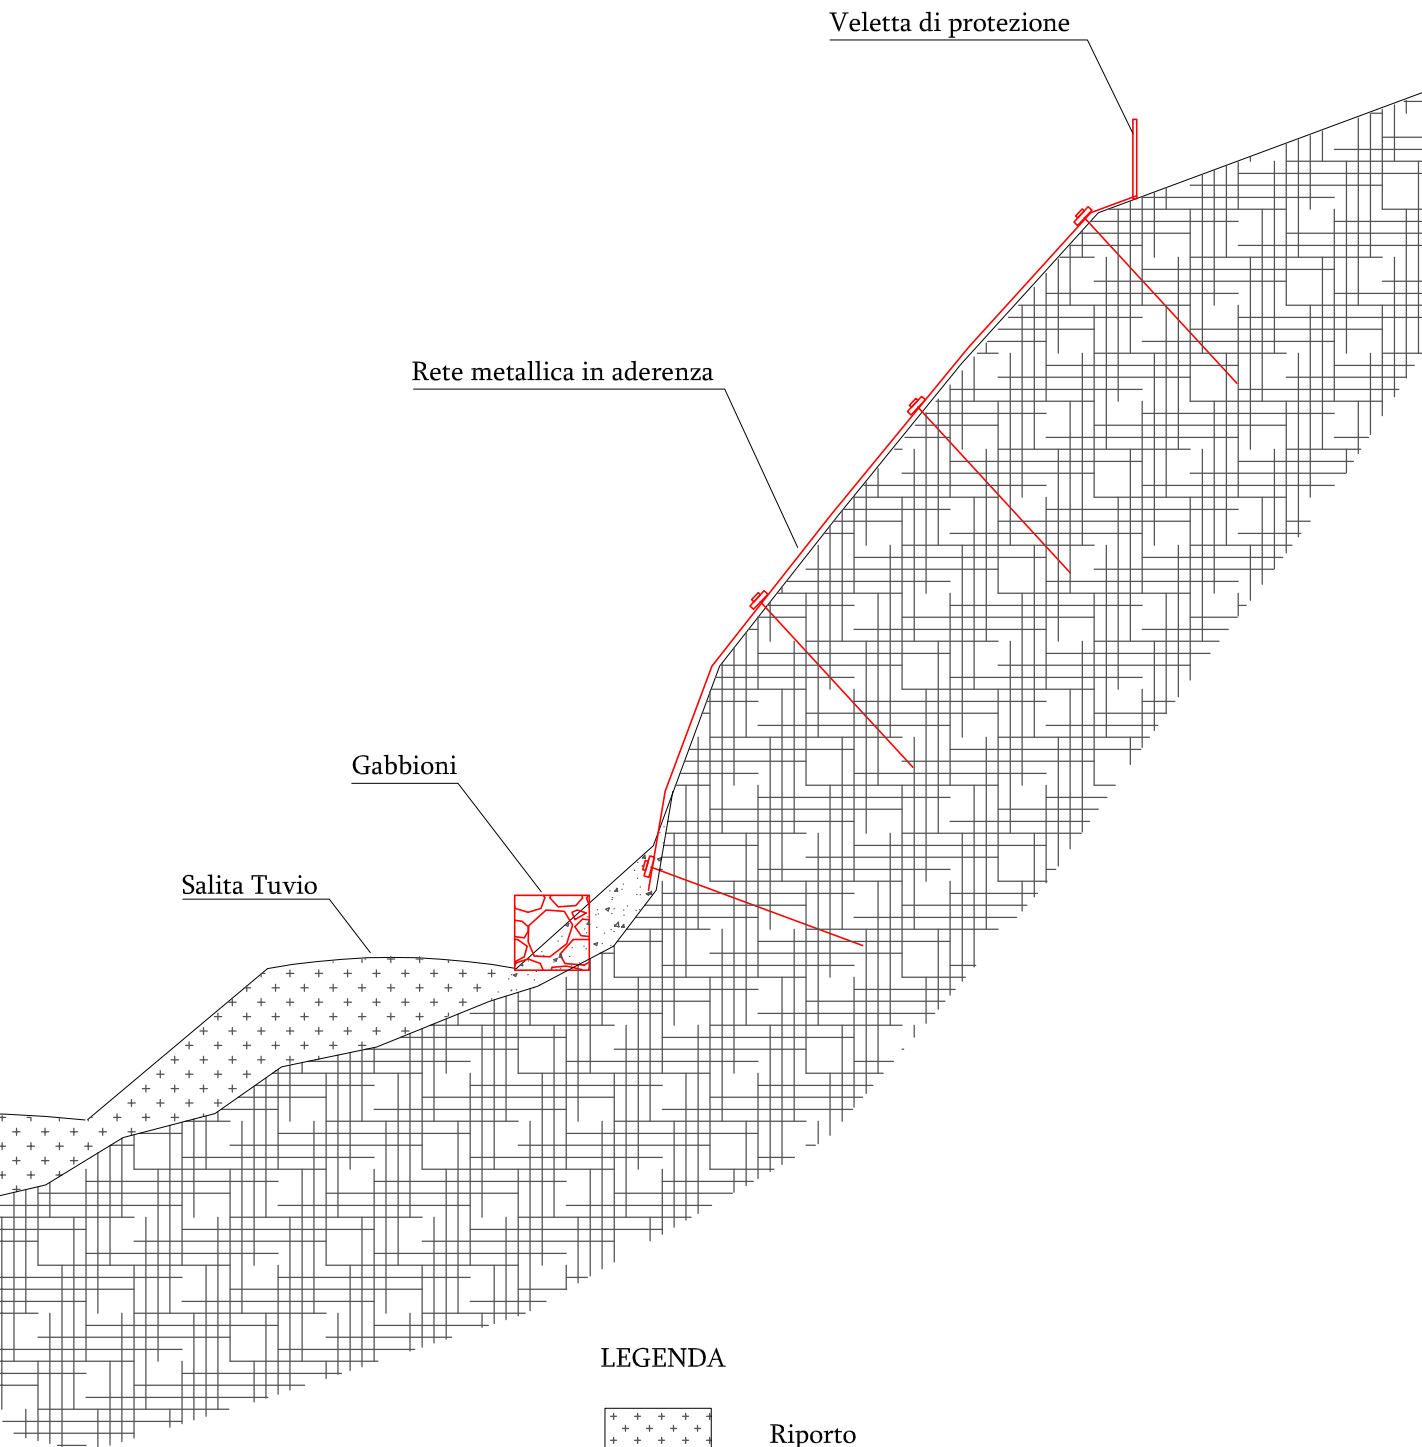 Veletta di protezione
Rete metallica in aderenza
Gabbioni
Salita Tuvio
LEGENDA
Riporto